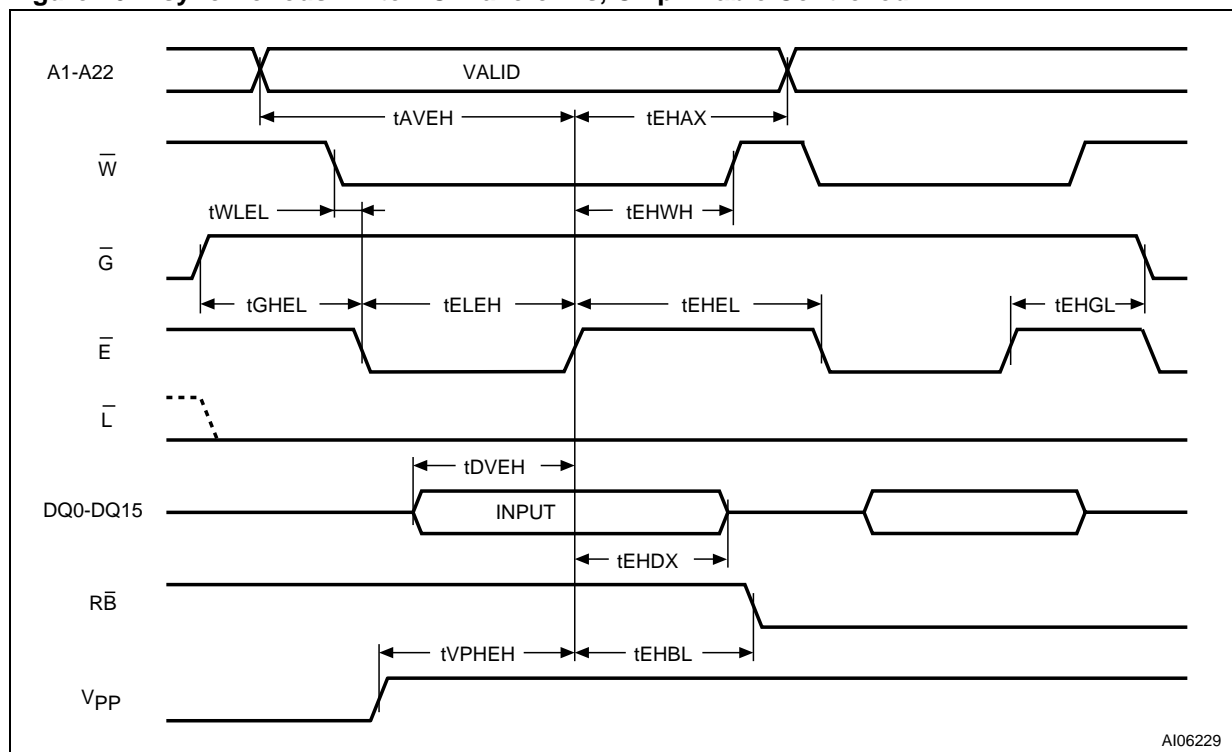 A1-A22
VALID
tAVEH
tEHAX
W̅
tWLEL
tEHWH
G̅
tGHEL
tELEH
tEHEL
tEHGL
E̅
L̅
tDVEH
DQ0-DQ15
INPUT
tEHDX
RB̅
tVPHEH
tEHBL
VPP
AI06229